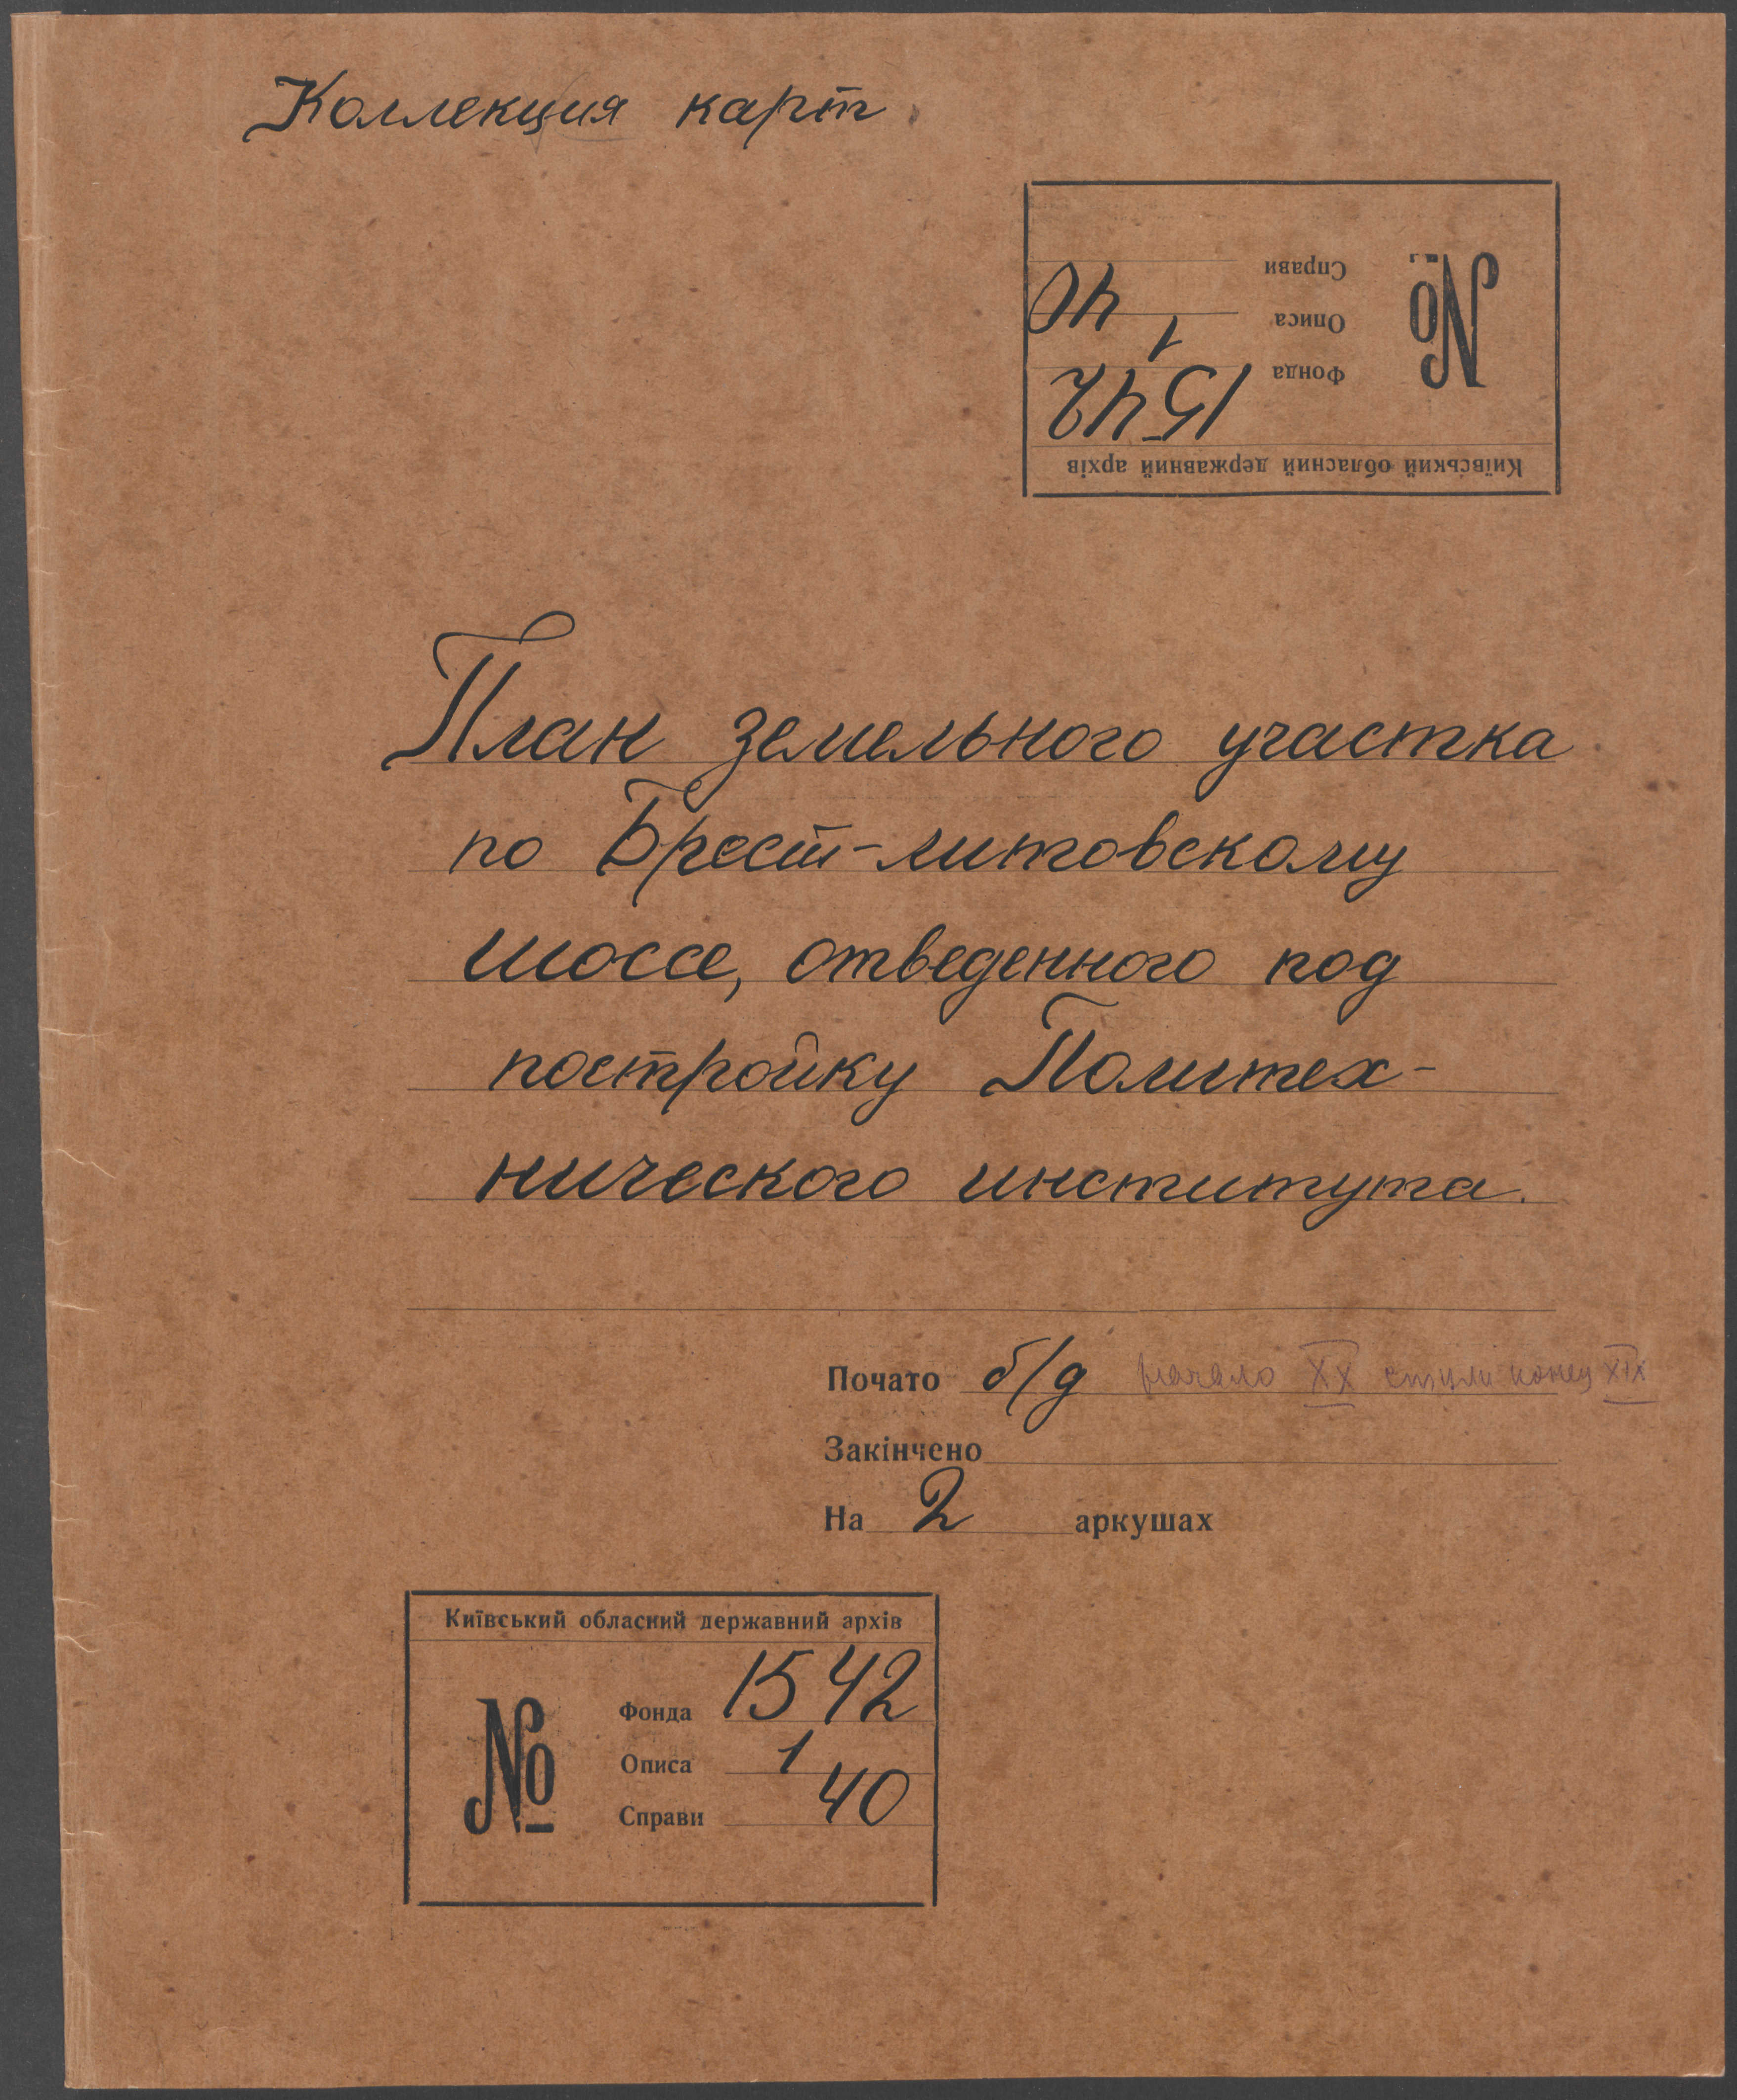 Коллекция карт
Київський обласний державний архів
№
Фонда 1542
Описа 1
Справи 40
План земельного участка
по Брест-литовскому
шоссе, отведенного под
постройку Политех-
нического института.
Почато б/д начало XX ст или конец XIX
Закінчено
На 2 аркушах
Київський обласний державний архів
№
Фонда 1542
Описа 1
Справи 40